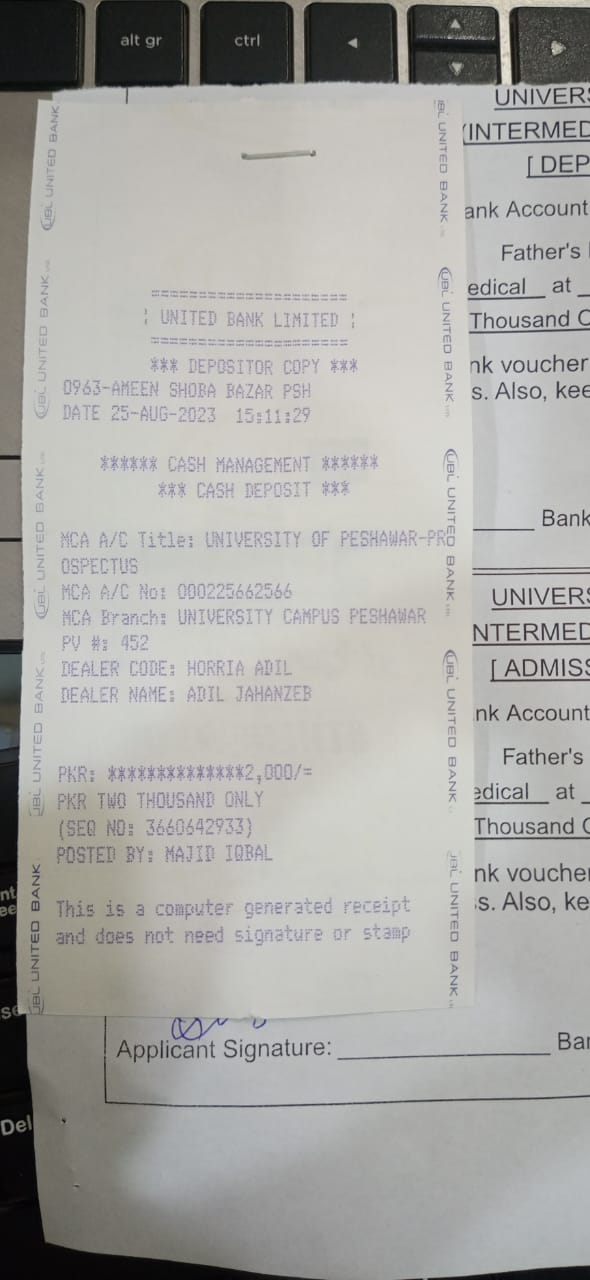 alt gr
ctrl
UBL UNITED BANK
UNITED BANK LIMITED
*** DEPOSITOR COPY ***
0963-AMEEN SHOBA BAZAR PSH
DATE 25-AUG-2023 15:11:29
****** CASH MANAGEMENT ******
*** CASH DEPOSIT ***
MCA A/C Title: UNIVERSITY OF PESHAWAR-PR
OSPECTUS
MCA A/C No: 000225662566
MCA Branch: UNIVERSITY CAMPUS PESHAWAR
PV #: 452
DEALER CODE: HORRIA ADIL
DEALER NAME: ADIL JAHANZEB
PKR: **************2,000/=
PKR TWO THOUSAND ONLY
(SEQ NO: 3660642933)
POSTED BY: MAJID IQBAL
This is a computer generated receipt
and does not need signature or stamp
UNIVERS
(INTERMED
[ DEP
ank Account
Father's
edical at
Thousand
nk voucher
s. Also, kee
Bank
UNIVERS
NTERMED
[ ADMISS
nk Account
Father's
edical at
Thousand
nk voucher
s. Also, ke
Applicant Signature: Ban
Del